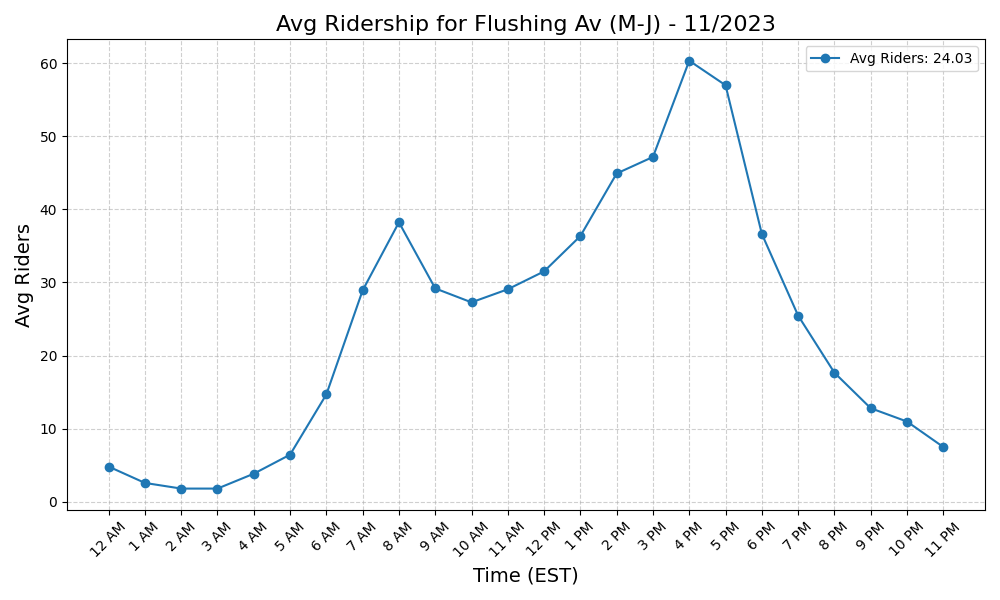 Avg Ridership for Flushing Av (M-J) - 11/2023
Avg Riders: 24.03
Avg Riders
60
50
40
30
20
10
0
12 AM
1 AM
2 AM
3 AM
4 AM
5 AM
6 AM
7 AM
8 AM
9 AM
10 AM
11 AM
12 PM
1 PM
2 PM
3 PM
4 PM
5 PM
6 PM
7 PM
8 PM
9 PM
10 PM
11 PM
Time (EST)